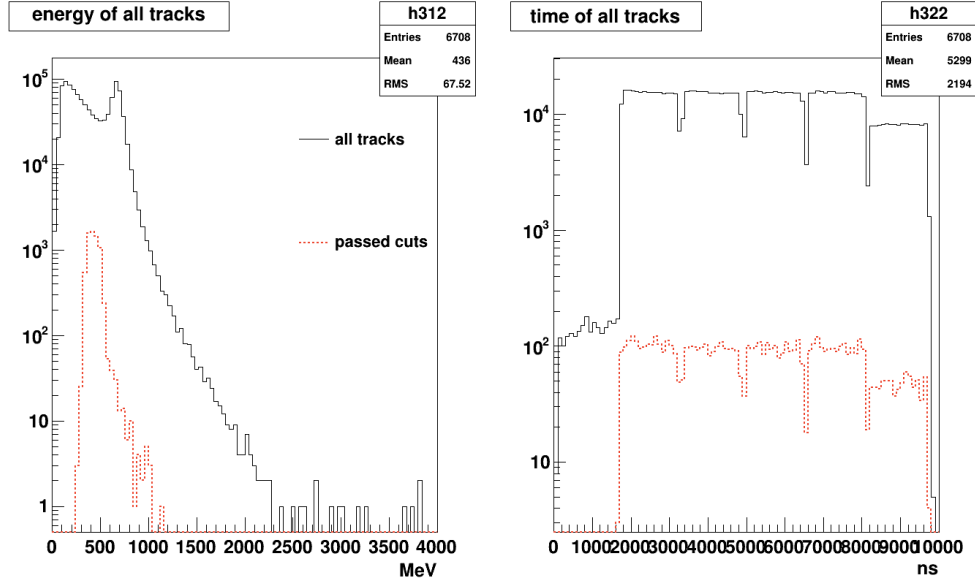 energy of all tracks
h312
Entries 6708
Mean 436
RMS 67.52
10^5
10^4
10^3
10^2
10
1
all tracks
passed cuts
0 500 1000 1500 2000 2500 3000 3500 4000
MeV
time of all tracks
h322
Entries 6708
Mean 5299
RMS 2194
10^4
10^3
10^2
10
0 1000 2000 3000 4000 5000 6000 7000 8000 9000 10000
ns